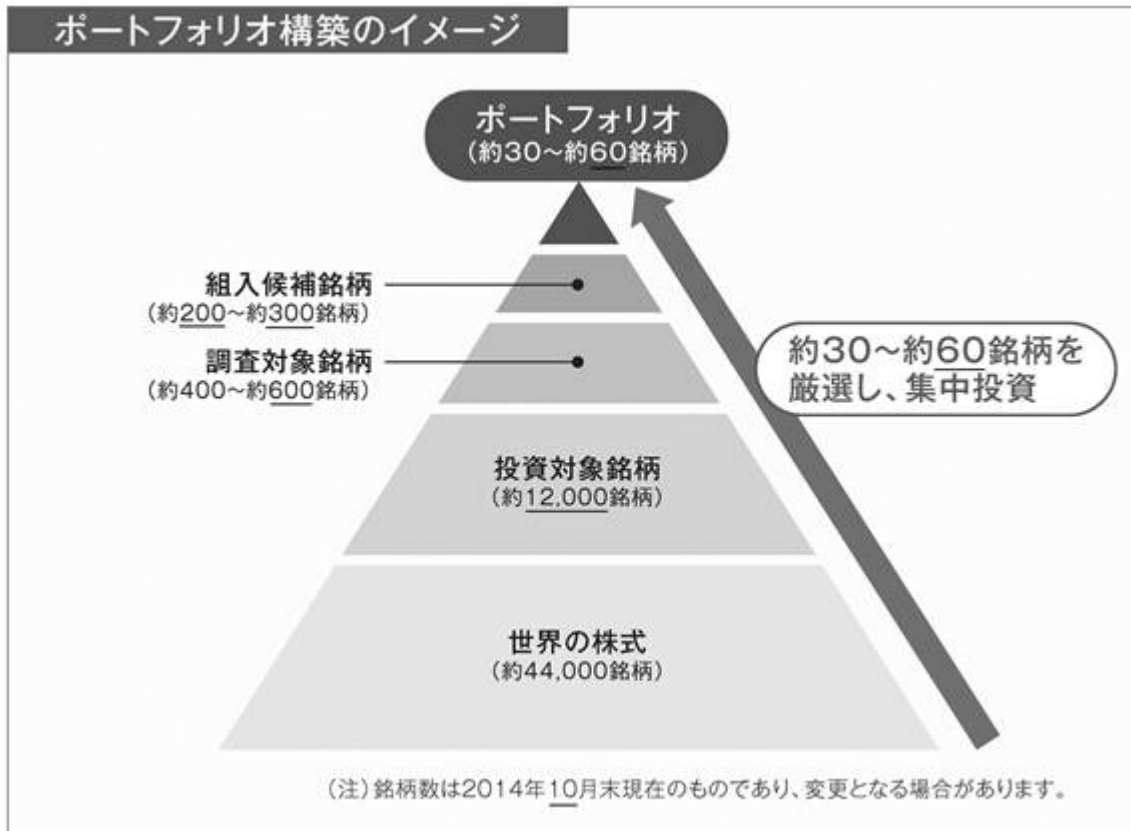 ポートフォリオ構築のイメージ
ポートフォリオ
(約30〜約60銘柄)
組入候補銘柄
(約200〜約300銘柄)
調査対象銘柄
(約400〜約600銘柄)
約30〜約60銘柄を
厳選し、集中投資
投資対象銘柄
(約12,000銘柄)
世界の株式
(約44,000銘柄)
(注)銘柄数は2014年10月末現在のものであり、変更となる場合があります。